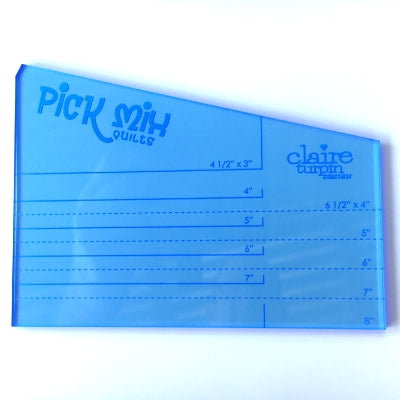 PiCK MiX
QUILTS
claire
turpin
DESIGN
4 1/2" x 3"
4"
6 1/2" x 4"
5"
5"
6"
6"
7"
7"
8"